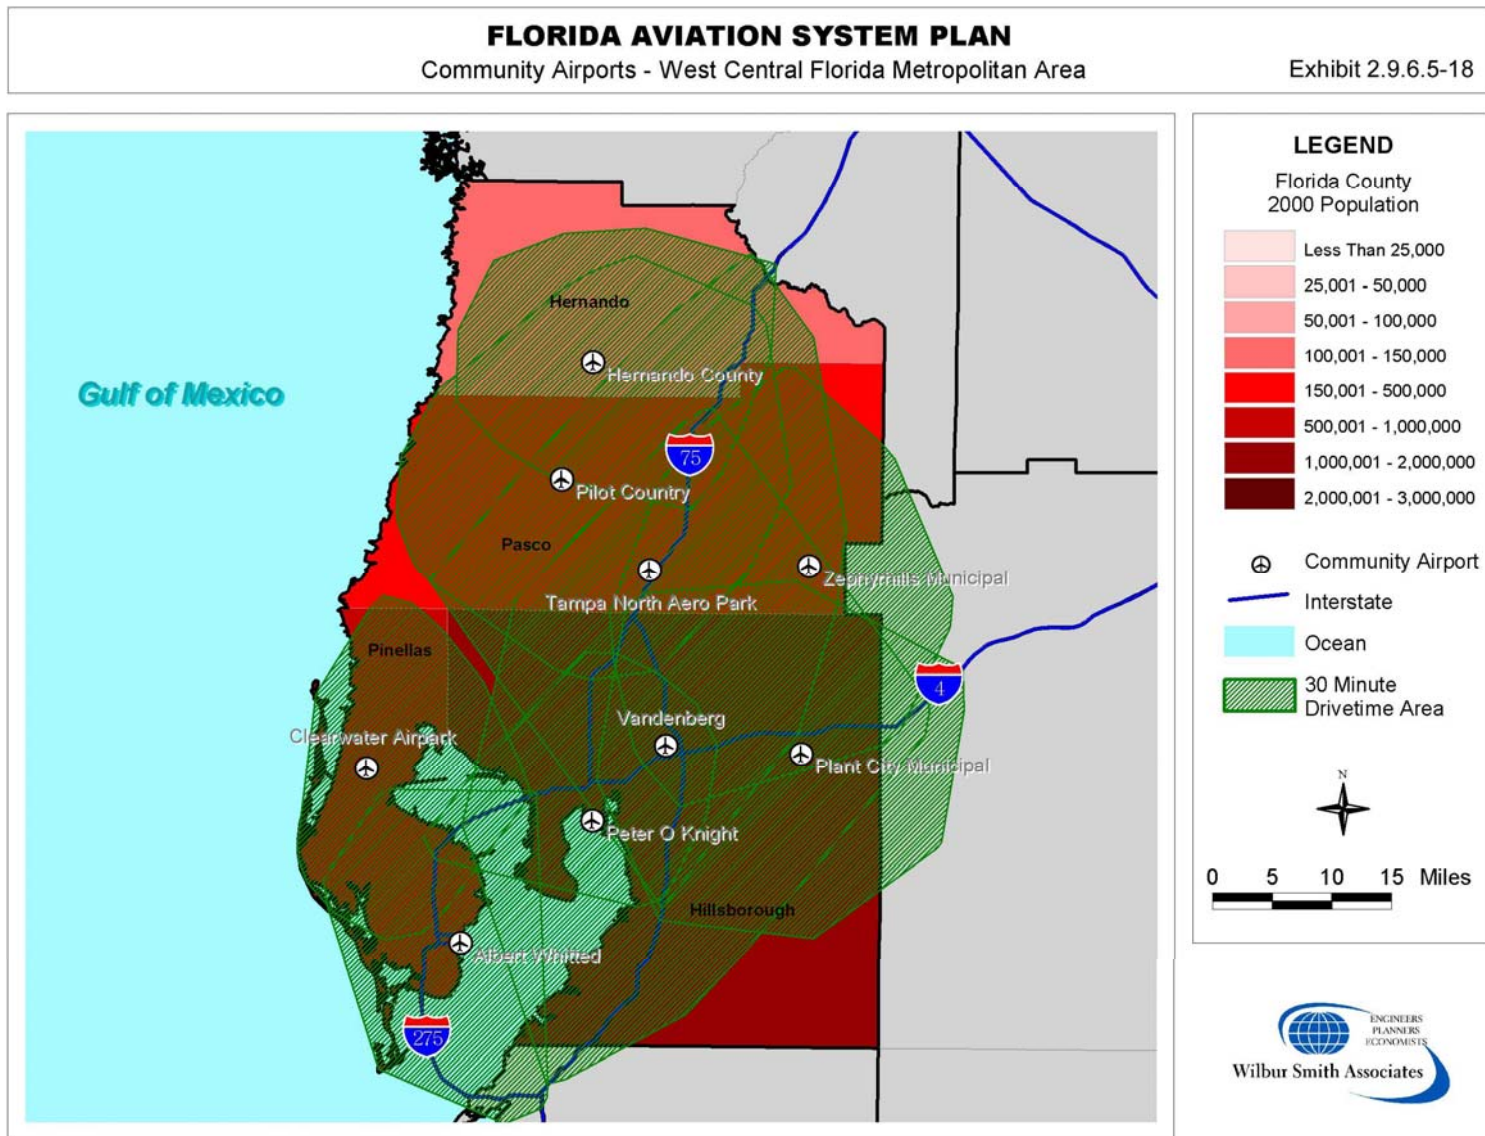 FLORIDA AVIATION SYSTEM PLAN
Community Airports - West Central Florida Metropolitan Area
Exhibit 2.9.6.5-18
Gulf of Mexico
Hernando
Hernando County
75
Pilot Country
Pasco
Zephyrhills Municipal
Tampa North Aero Park
Pinellas
4
Vandenberg
Clearwater Airpark
Plant City Municipal
Peter O Knight
Hillsborough
Albert Whitted
275
LEGEND
Florida County
2000 Population
Less Than 25,000
25,001 - 50,000
50,001 - 100,000
100,001 - 150,000
150,001 - 500,000
500,001 - 1,000,000
1,000,001 - 2,000,000
2,000,001 - 3,000,000
Community Airport
Interstate
Ocean
30 Minute
Drivetime Area
N
0 5 10 15 Miles
ENGINEERS
PLANNERS
ECONOMISTS
Wilbur Smith Associates